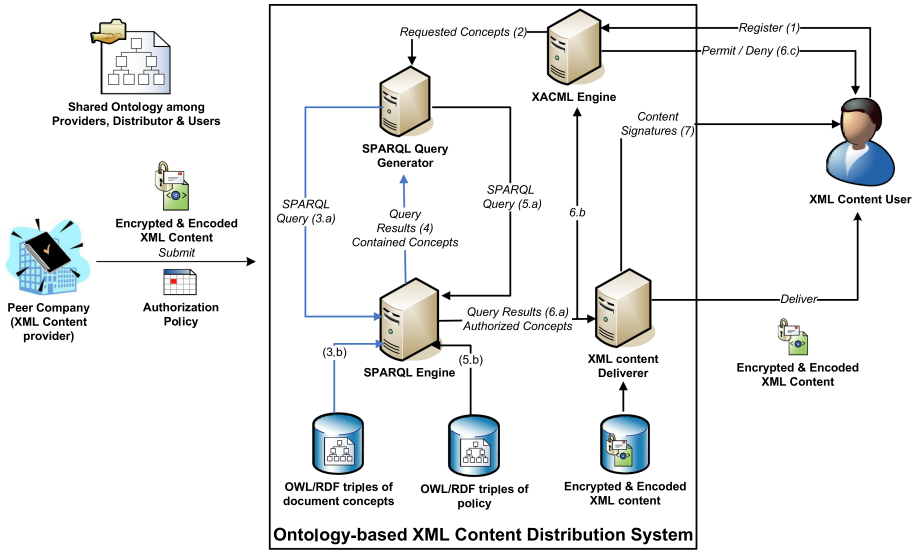 Shared Ontology among
Providers, Distributor & Users
Encrypted & Encoded
XML Content
Submit
Authorization
Policy
Peer Company
(XML Content
provider)
Requested Concepts (2)
XACML Engine
Register (1)
Permit / Deny (6.c)
SPARQL Query
Generator
Content
Signatures (7)
XML Content User
SPARQL
Query (3.a)
Query
Results (4)
Contained Concepts
SPARQL
Query (5.a)
6.b
Query Results (6.a)
Authorized Concepts
Deliver
(3.b)
(5.b)
SPARQL Engine
XML content
Deliverer
Encrypted & Encoded
XML Content
OWL/RDF triples of
document concepts
OWL/RDF triples of
policy
Encrypted & Encoded
XML content
Ontology-based XML Content Distribution System